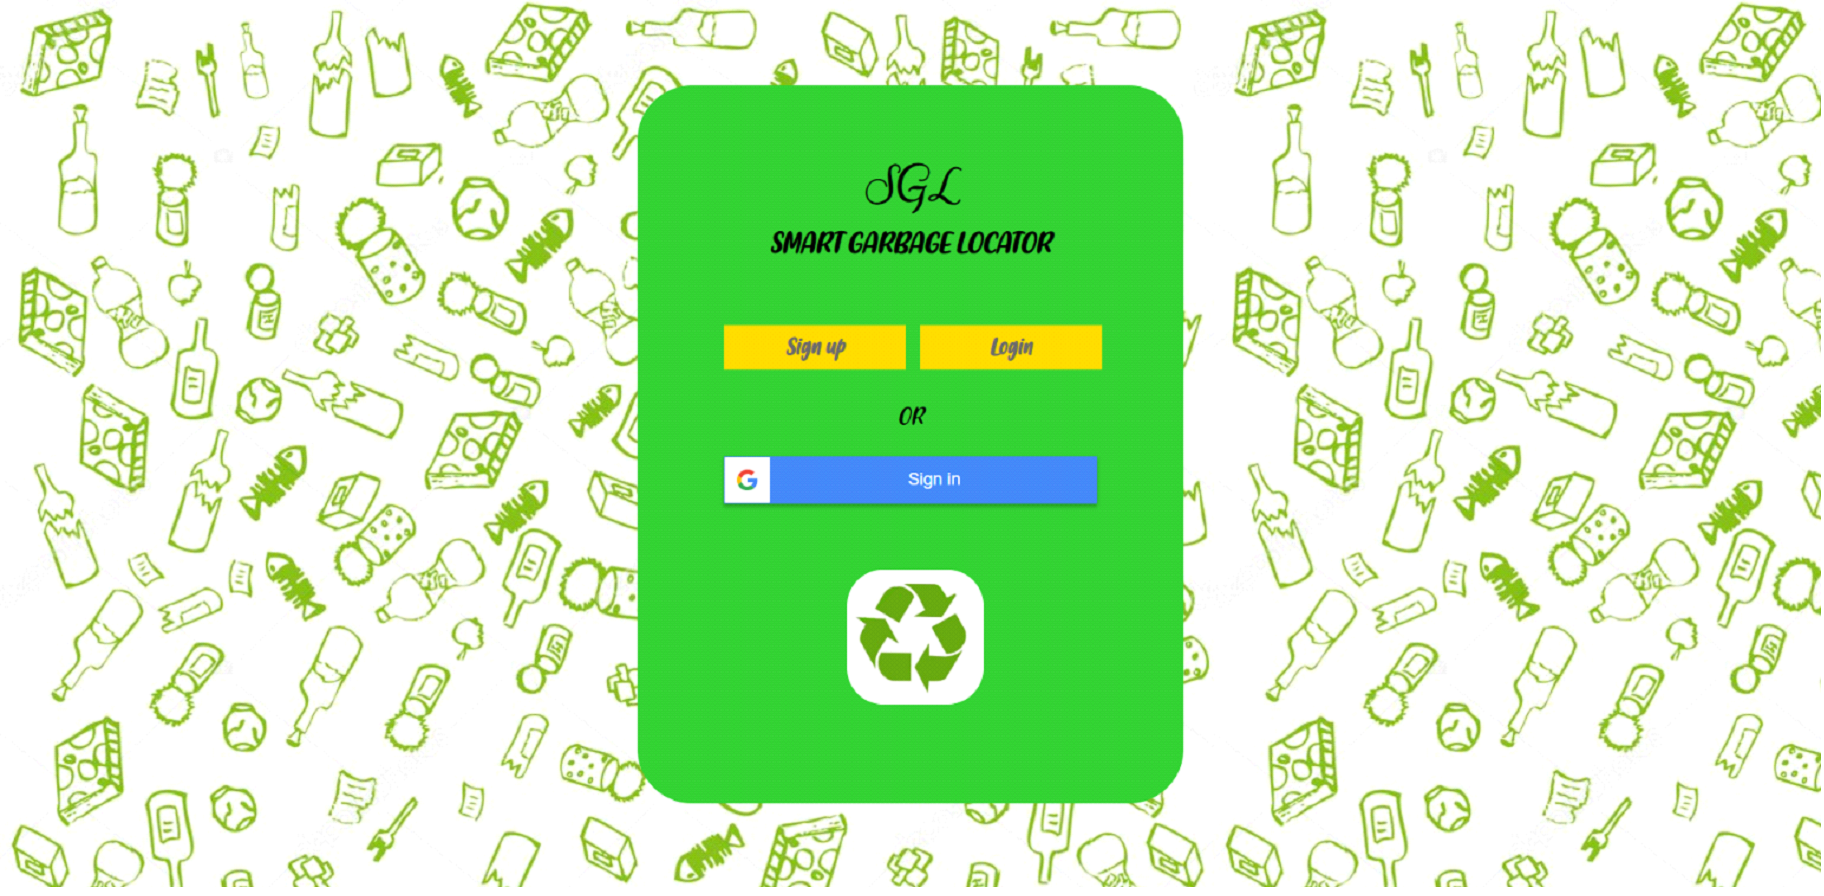 SGL
SMART GARBAGE LOCATOR
Sign up
Login
OR
G
Sign in